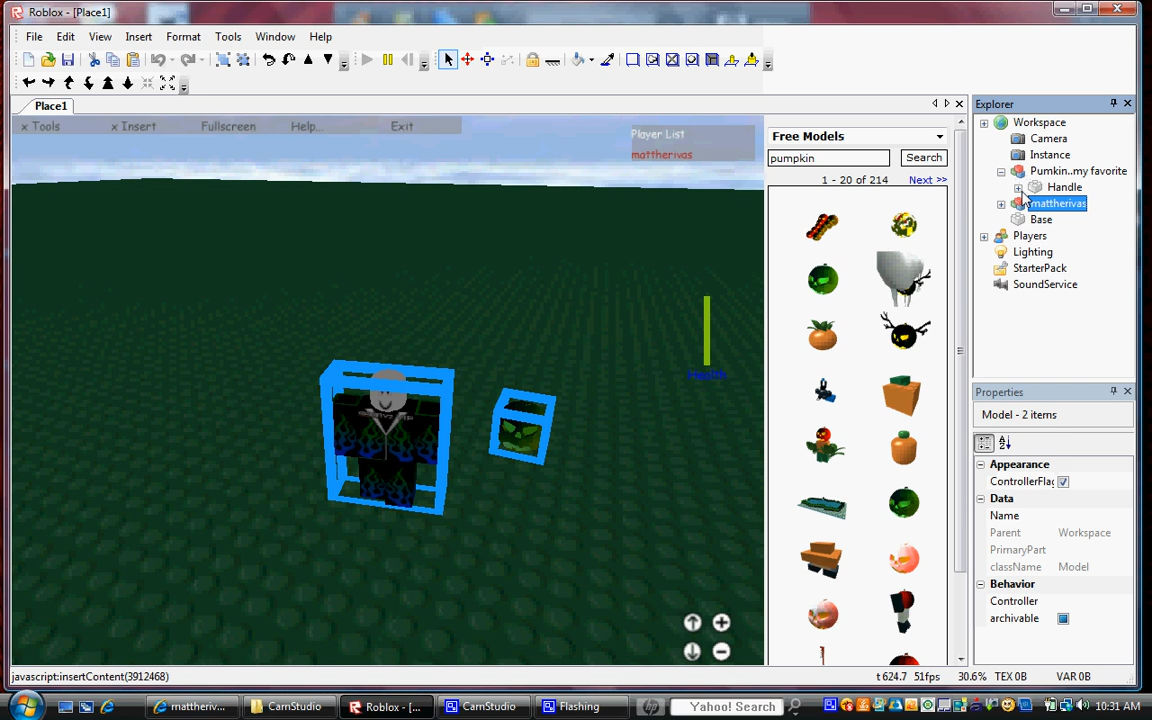 Roblox - [Place1]
File Edit View Insert Format Tools Window Help
Place1
x Tools x Insert Fullscreen Help... Exit
Player List
mattherivas
Health
Free Models
pumpkin Search
1 - 20 of 214 Next >>
Explorer
Workspace
Camera
Instance
Pumkin..my favorite
Handle
mattherivas
Base
Players
Lighting
StarterPack
SoundService
Properties
Model - 2 items
Appearance
ControllerFlag
Data
Name
Parent Workspace
PrimaryPart
className Model
Behavior
Controller
archivable
javascript:insertContent(3912468) t 624.7 51fps 30.6% TEX 0B VAR 0B
mattheriv... CamStudio Roblox - [... CamStudio Flashing Yahoo! Search 10:31 AM